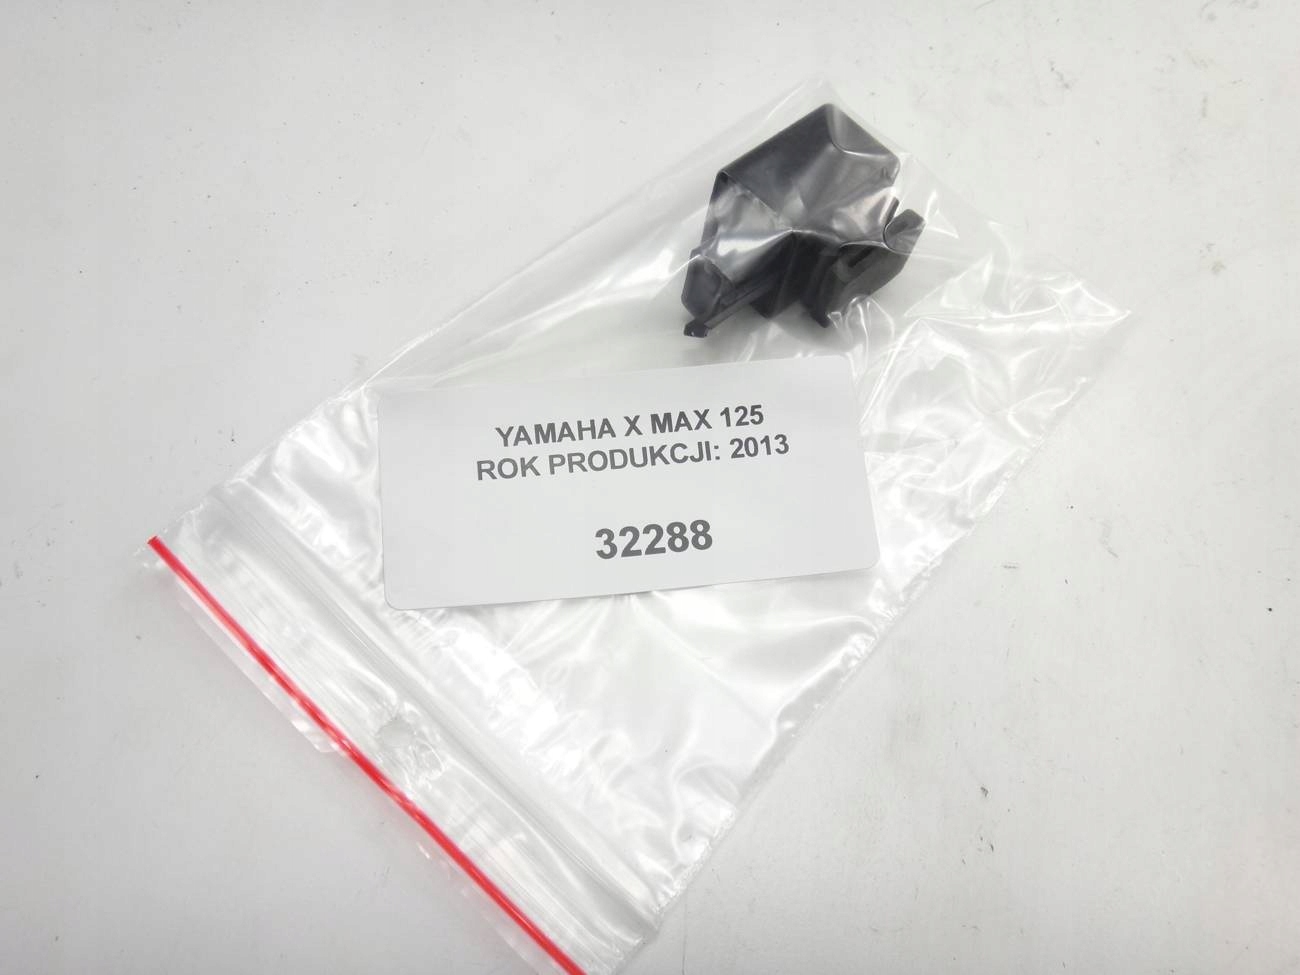 YAMAHA X MAX 125
ROK PRODUKCJI: 2013
32288